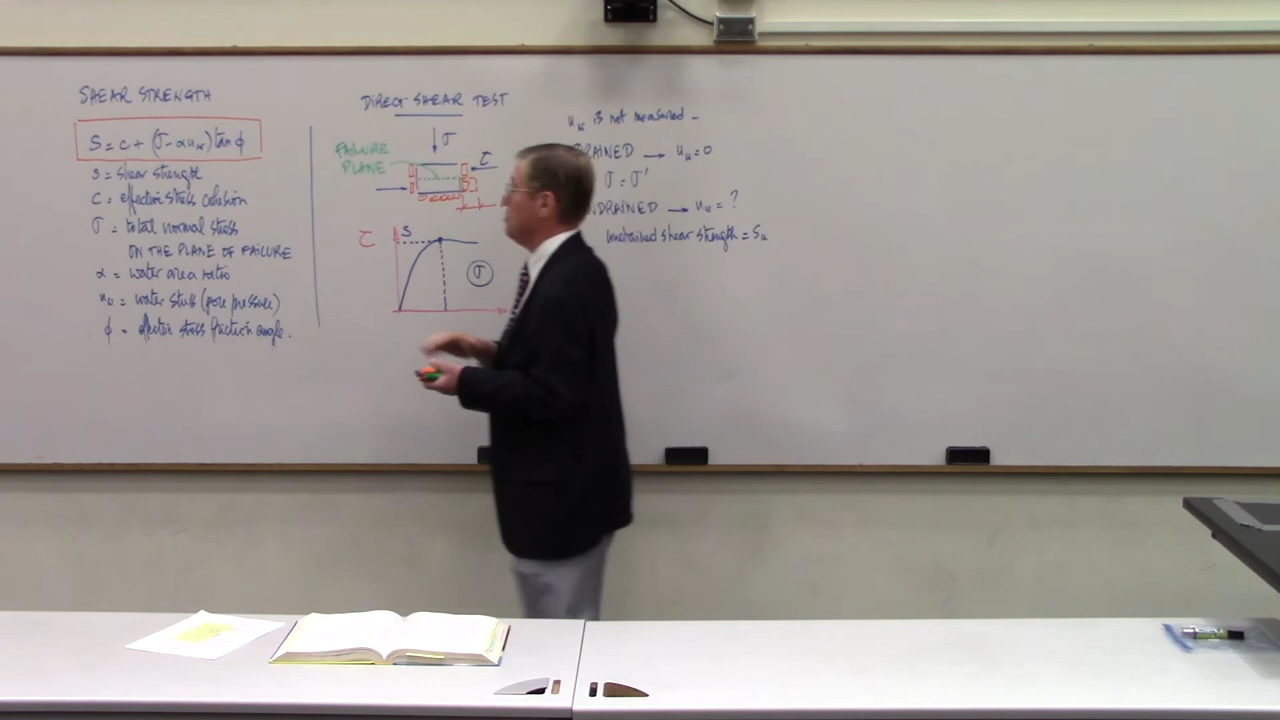 SHEAR STRENGTH
S = c + (σ - αuw) tan φ
S = shear strength
C = effective stress cohesion
σ = total normal stress
ON THE PLANE OF FAILURE
α = water area ratio
uw = water stress (pore pressure)
φ = effective stress friction angle.
DIRECT SHEAR TEST
σ
FAILURE
PLANE
τ
τ
S
σ
uw is not measured -
RAINED → uw = 0
σ = σ'
NDRAINED → uw = ?
undrained shear strength = Su